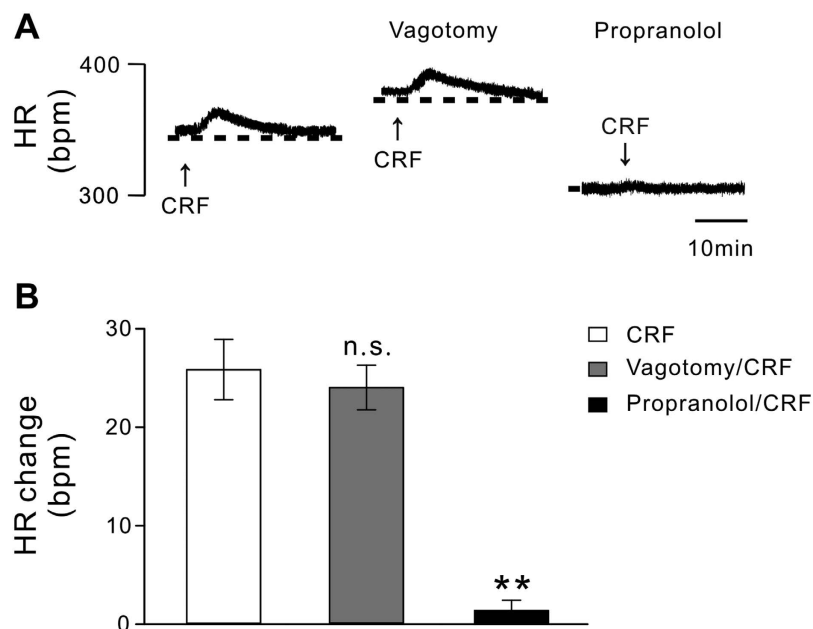 A
Vagotomy
Propranolol
400
300
HR
(bpm)
CRF
CRF
CRF
10min
B
30
20
10
0
HR change
(bpm)
n.s.
**
CRF
Vagotomy/CRF
Propranolol/CRF